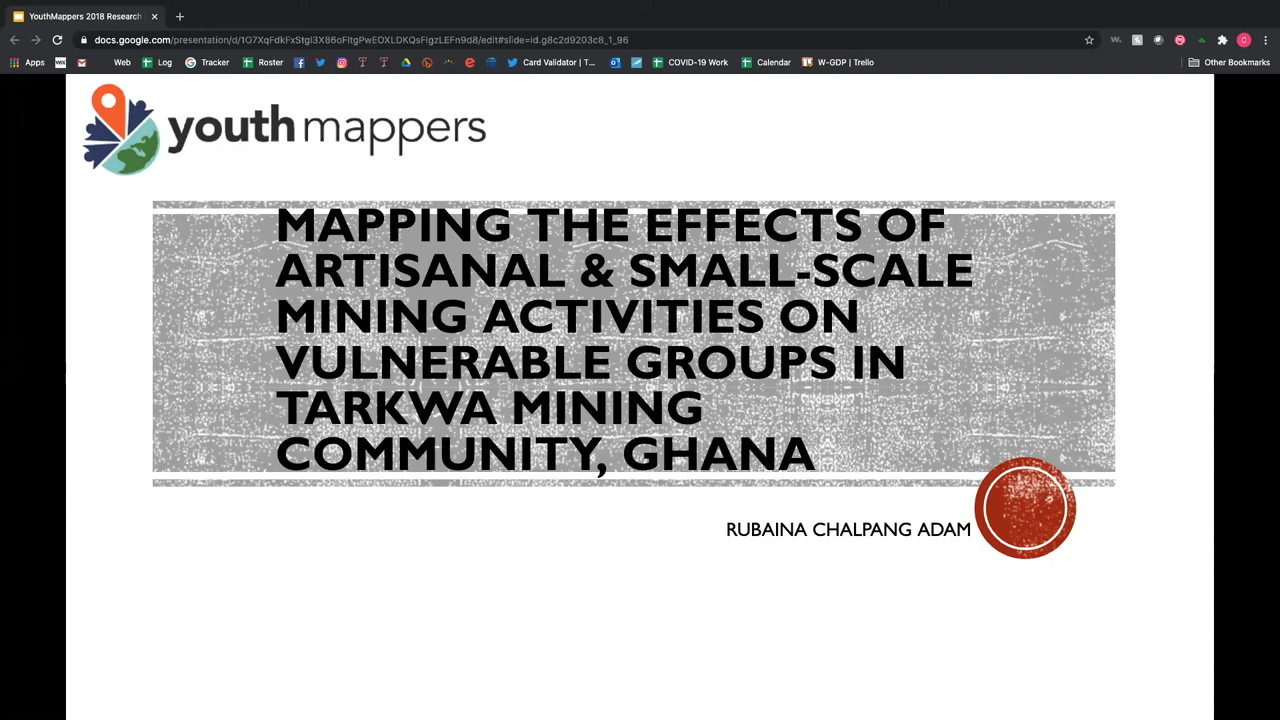 YouthMappers 2018 Research
docs.google.com/presentation/d/1O7XqFdkFxStgl3X86oFItgPwEOXLDKQsFigzLEFn9d8/edit#slide=id.g8c2d9203c8_1_96
Apps WIX Web Log Tracker Roster Card Validator | T... COVID-19 Work Calendar W-GDP | Trello Other Bookmarks
youthmappers
MAPPING THE EFFECTS OF
ARTISANAL & SMALL-SCALE
MINING ACTIVITIES ON
VULNERABLE GROUPS IN
TARKWA MINING
COMMUNITY, GHANA
RUBAINA CHALPANG ADAM